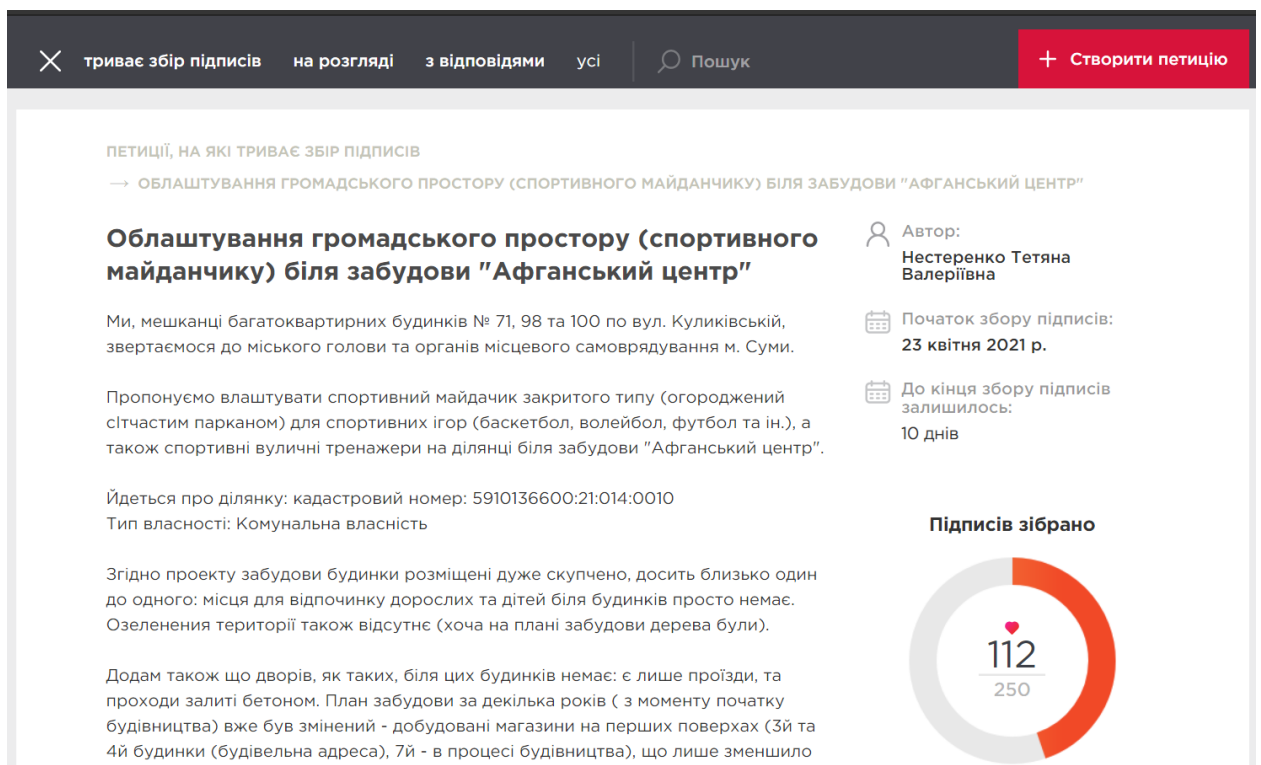 триває збір підписів на розгляді з відповідями усі Пошук + Створити петицію
ПЕТИЦІЇ, НА ЯКІ ТРИВАЄ ЗБІР ПІДПИСІВ
→ ОБЛАШТУВАННЯ ГРОМАДСЬКОГО ПРОСТОРУ (СПОРТИВНОГО МАЙДАНЧИКУ) БІЛЯ ЗАБУДОВИ "АФГАНСЬКИЙ ЦЕНТР"
Облаштування громадського простору (спортивного
майданчику) біля забудови "Афганський центр"
Ми, мешканці багатоквартирних будинків № 71, 98 та 100 по вул. Куликівській,
звертаємося до міського голови та органів місцевого самоврядування м. Суми.
Пропонуємо влаштувати спортивний майдачик закритого типу (огороджений
сІтчастим парканом) для спортивних ігор (баскетбол, волейбол, футбол та ін.), а
також спортивні вуличні тренажери на ділянці біля забудови "Афганський центр".
Йдеться про ділянку: кадастровий номер: 5910136600:21:014:0010
Тип власності: Комунальна власність
Згідно проекту забудови будинки розміщені дуже скупчено, досить близько один
до одного: місця для відпочинку дорослих та дітей біля будинків просто немає.
Озеленення території також відсутнє (хоча на плані забудови дерева були).
Додам також що дворів, як таких, біля цих будинків немає: є лише проїзди, та
проходи залиті бетоном. План забудови за декілька років ( з моменту початку
будівництва) вже був змінений - добудовані магазини на перших поверхах (3й та
4й будинки (будівельна адреса), 7й - в процесі будівництва), що лише зменшило
Автор:
Нестеренко Тетяна
Валеріївна
Початок збору підписів:
23 квітня 2021 р.
До кінця збору підписів
залишилось:
10 днів
Підписів зібрано
112
250